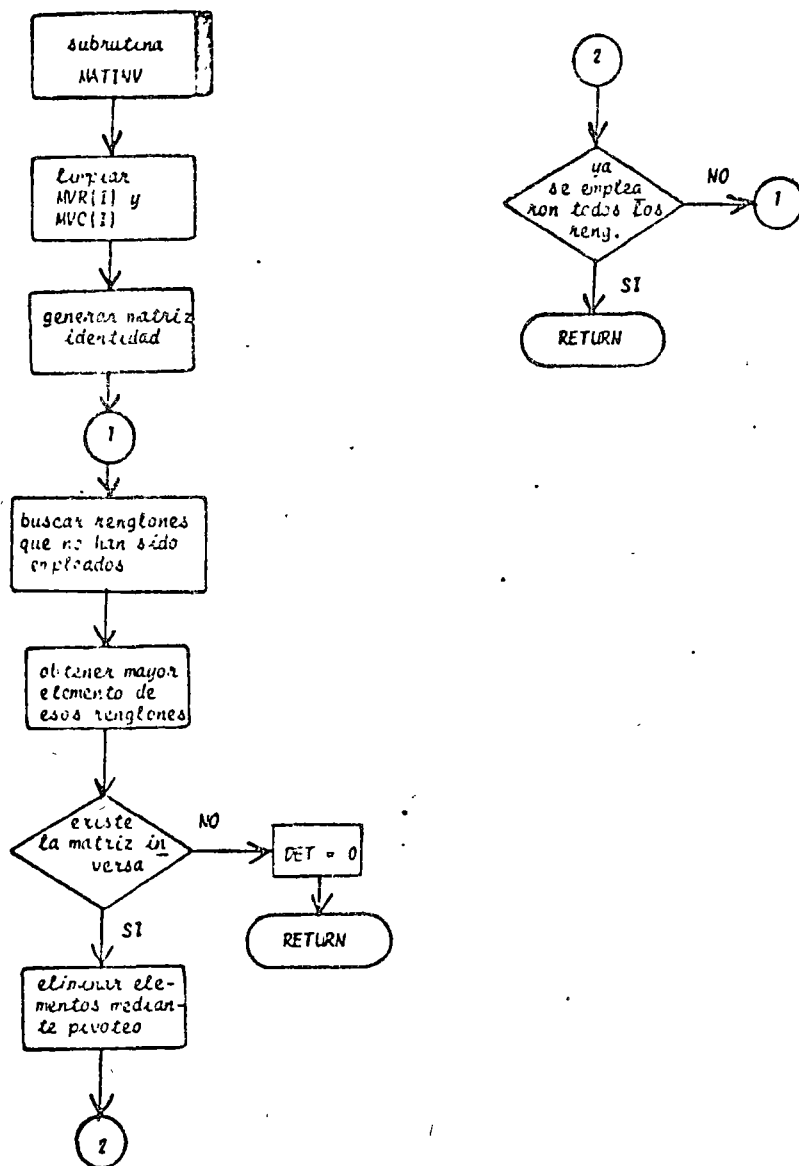 subrutina
MATINV
limpiar
MVR(I) y
MVC(I)
generar matriz
identidad
1
buscar renglones
que no han sido
empleados
obtener mayor
elemento de
esos renglones
existe
la matriz in
versa
NO
DET = 0
RETURN
SI
eliminar ele-
mentos median-
te pivoteo
2
2
ya
se emplea
ron todos los
reng.
NO
1
SI
RETURN